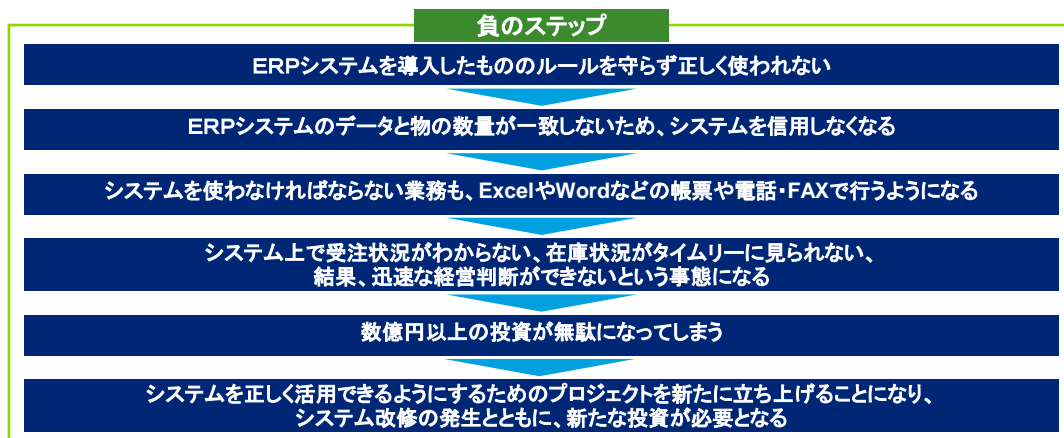 負のステップ
ERPシステムを導入したもののルールを守らず正しく使われない
ERPシステムのデータと物の数量が一致しないため、システムを信用しなくなる
システムを使わなければならない業務も、ExcelやWordなどの帳票や電話・FAXで行うようになる
システム上で受注状況がわからない、在庫状況がタイムリーに見られない、
結果、迅速な経営判断ができないという事態になる
数億円以上の投資が無駄になってしまう
システムを正しく活用できるようにするためのプロジェクトを新たに立ち上げることになり、
システム改修の発生とともに、新たな投資が必要となる